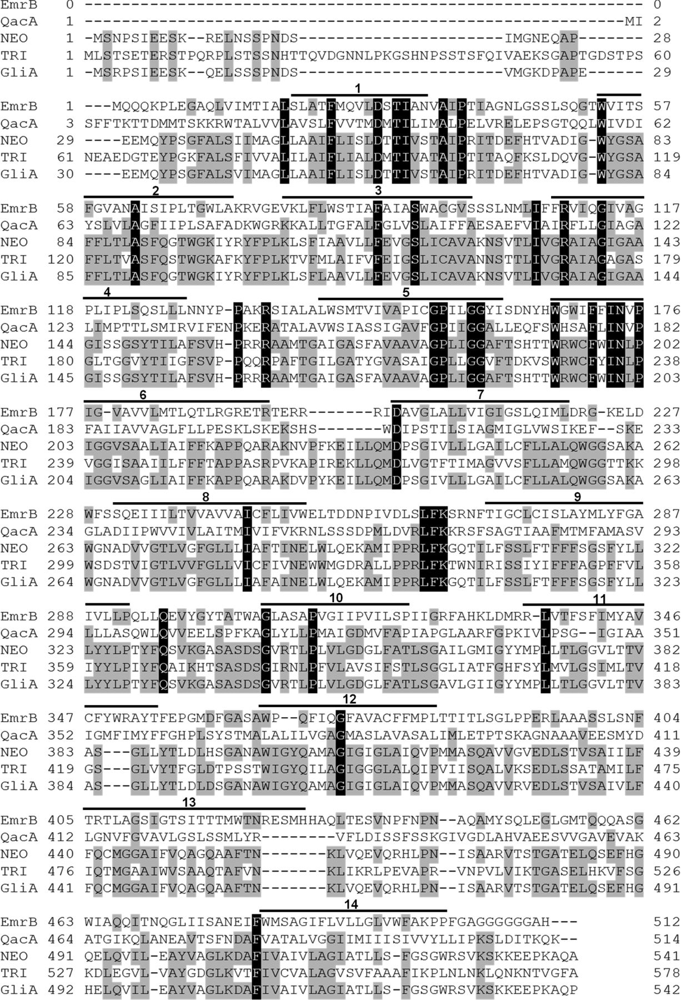 EmrB 0 ------------------------------------------------------------ 0
QacA 1 ----------------------------------------------------------MI 2
NEO 1 -MSNPSIEESK--RELNSSPNDS----------------------IMGNEQAP------- 28
TRI 1 MLSTSETERSTPQRPLSTSSNHTTQVDGNNLPKGSHNPSSTSFQIVAEKSGAPTGDSTPS 60
GliA 1 -MSRPSIEESK--QELSSSPNDS----------------------VMGKDPAPE------ 29
1
EmrB 1 ---MQQQKPLEGAQLVIMTIALSLATFMQVLDSTIANVAIPTIAGNLGSSLSQGTWVITS 57
QacA 3 SFFTKTTDMMTSKKRWTALVVLAVSLFVVTMDMTILIMALPELVRELEPSGTQQLWIVDI 62
NEO 29 ----EEMQYPSGFALSIIMAGLLAAIFLISLDTTIVSTAIPRITDEFHTVADIG-WYGSA 83
TRI 61 NEAEDGTEYPGKFALSFIVVALILAIFLIALDMTIVATAIPTITAQFKSLDQVG-WYGSA 119
GliA 30 ----EEMQYPSGFALSVIMAGLLAAIFLISLDTTIVSTAIPRITDEFHTVADIG-WYGSA 84
2 3
EmrB 58 FGVANAISIPLTGWLAKRVGEVKLFLWSTIAFAIASWACGVSSSLNMLIFFRVIQGIVAG 117
QacA 63 YSLVLAGFIIPLSAFADKWGRKKALLTGFALFGLVSLAIFFAESAEFVIAIRFLLGIAGA 122
NEO 84 FFLTLASFQGTWGKIYRYFPLKLSFIAAVLLFEVGSLICAVAKNSVTLIVGRAIAGIGAA 143
TRI 120 FFLTVASFQSTWGKAFKYFPLKTVFMLAIFVFEIGSLICAVANNSTTLIVGRAIAGAGAS 179
GliA 85 FFLTLASFQGTWGKIYRYFPLKLSFLAAVLLFEVGSLICAVAKNSVTLIVGRAIAGIGAA 144
4 5
EmrB 118 PLIPLSQSLLLNNYP-PAKRSIALALWSMTVIVAPICGPILGGYISDNYHWGWIFFINVP 176
QacA 123 LIMPTTLSMIRVIFENPKERATALAVWSIASSIGAVFGPIIGGALLEQFSWHSAFLINVP 182
NEO 144 GISSGSYTILAFSVH-PRRRAAMTGAIGASFAVAAVAGPLIGGAFTSHTTWRWCFWINLP 202
TRI 180 GLTGGVYTIIGFSVP-PQQRPAFTGILGATYGVASAIGPLLGGVFTDKVSWRWCFYINLP 238
GliA 145 GISSGSYTILAFSVH-PRRRAAMTGAIGASFAVAAVAGPLIGGAFTSHTTWRWCFWINLP 203
6 7
EmrB 177 IG-VAVVLMTLQTLRGRETRTERR-------RIDAVGLALLVIGIGSLQIMLDRG-KELD 227
QacA 183 FAIIAVVAGLFLLPESKLSKEKSHS-------WDIPSTILSIAGMIGLVWSIKEF--SKE 233
NEO 203 IGGVSAALIAIFFKAPPQARAKNVPFKEILLQMDPSGIVLLLGAILCFLLALQWGGSAKA 262
TRI 239 VGGISAAIILFFFTAPPASRPVKAPIREKLLQMDLVGTFTIMAGVVSFLLAMQWGGTTKK 298
GliA 204 IGGVSAGLIAIFFKAPPQARAKDVPYKEILLQMDPSGIVLLLGAILCFLLALQWGGSAKA 263
8 9
EmrB 228 WFSSQEIIILTVVAVVAICFLIVWELTDDNPIVDLSLFKSRNFTIGCLCISLAYMLYFGA 287
QacA 234 GLADIIPWVVIVLAITMIVIFVKRNLSSSDPMLDVRLFKKRSFSAGTIAAFMTMFAMASV 293
NEO 263 WGNADVVGTLVGFGLLLIAFTINELWLQEKAMIPPRLFKGQTILFSSLFTFFFSGSFYLL 322
TRI 299 WSDSTVIGTLVVFGLLVICFIVNEWWMGDRALLPPRLFKTWNIRISSIYIFFFAGPFFVL 358
GliA 264 WGNADVVGTLVGFGLLLIAFAINELWLQEKAMIPPRLFKGQTILFSSLFTFFFSGSFYLL 323
10 11
EmrB 288 IVLLPQLLQEVYGYTATWAGLASAPVGIIPVILSPIIGRFAHKLDMRR-LVTFSFIMYAV 346
QacA 294 LLLASQWLQVVEELSPFKAGLYLLPMAIGDMVFAPIAPGLAARFGPKIVLPSG--IGIAA 351
NEO 323 LYYLPTYFQSVKGASASDSGVRTLPLVLGDGLFATLSGAILGMIGYYMPLLTLGGVLTTV 382
TRI 359 IYYLPIYFQAIKHTSASDSGIRNLPFVLAVSIFSTLSGGLIATFGHFSYLMVLGSIMLTV 418
GliA 324 LYYLPTYFQSVKGASASDSGVRTLPLVLGDGLFATLSGAVLGIIGYYMPLLTLGGVLTTV 383
12
EmrB 347 CFYWRAYTFEPGMDFGASAWP--QFIQGFAVACFFMPLTTITLSGLPPERLAAASSLSNF 404
QacA 352 IGMFIMYFFGHPLSYSTMALALILVGAGMASLAVASALIMLETPTSKAGNAAAVEESMYD 411
NEO 383 AS---GLLYTLDLHSGANAWIGYQAMAGIGIGLAIQVPMMASQAVVGVEDLSTVSAIILF 439
TRI 419 GS---GLVYTFGLDTPSSTWIGYQILAGIGGGLALQIPVIISQALVKSEDLSSATAMILF 475
GliA 384 AS---GLLYTLDLDSGANAWIGYQAMAGIGIGLAIQVPMMASQAVVRVEDLSTVSAIVLF 440
13
EmrB 405 TRTLAGSIGTSITTTMWTNRESMHHAQLTESVNPFNPN--AQAMYSQLEGLGMTQQQASG 462
QacA 412 LGNVFGVAVLGSLSSMLYR--------VFLDISSFSSKGIVGDLAHVAEESVVGAVEVAK 463
NEO 440 FQCMGGAIFVQAGQAAFTN-------KLVQEVQRHLPN--ISAARVTSTGATELQSEFHG 490
TRI 476 IQTMGAAIWVSAAQTAFVN-------KLIKRLPEVAPR--VNPVLVIKTGASELHKVFSG 526
GliA 441 FQCMGGAIFVQAGQAAFTN-------KLVQEVQRHLPN--ISAARVTSTGATELQSEFHG 491
14
EmrB 463 WIAQQITNQGLIISANEIFWMSAGIFLVLLGLVWFAKPPFGAGGGGGGAH--- 512
QacA 464 ATGIKQLANEAVTSFNDAFVATALVGGIIMIIISIVVYLLIPKSLDITKQK-- 514
NEO 491 QELQVIL-EAYVAGLKDAFIVAIVLAGIATLLS-FGSGWRSVKSKKEEPKAQA 541
TRI 527 KDLEGVL-VAYGDGLKVTFIVCVALAGVSVFAAAFIKPLNLNKLQNKNTVGFA 578
GliA 492 HELQVIL-EAYVAGLKDAFIVAIVLAGIATLLS-FGSGWRSVKSKKEEPKAQP 542